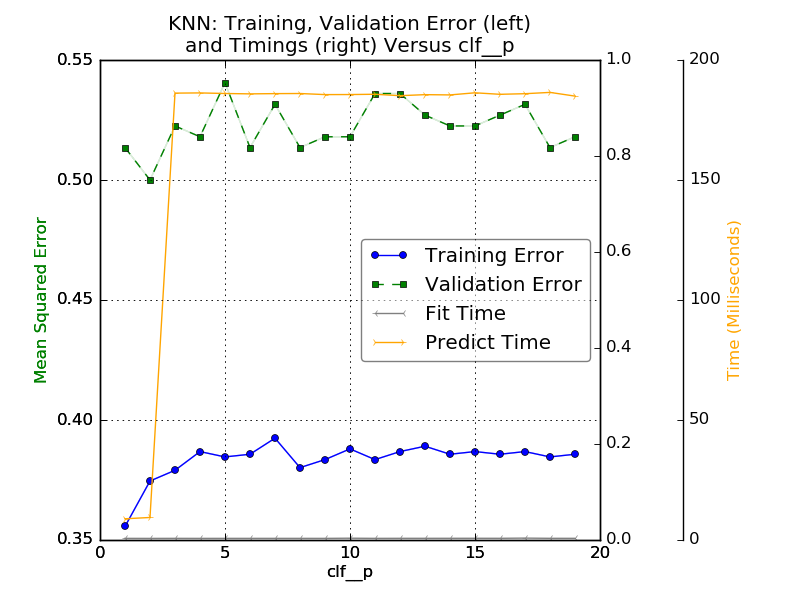 KNN: Training, Validation Error (left)
and Timings (right) Versus clf__p
0.55
0.50
0.45
0.40
0.35
Mean Squared Error
0
5
10
15
20
clf__p
Training Error
Validation Error
Fit Time
Predict Time
1.0
0.8
0.6
0.4
0.2
0.0
200
150
100
50
0
Time (Milliseconds)